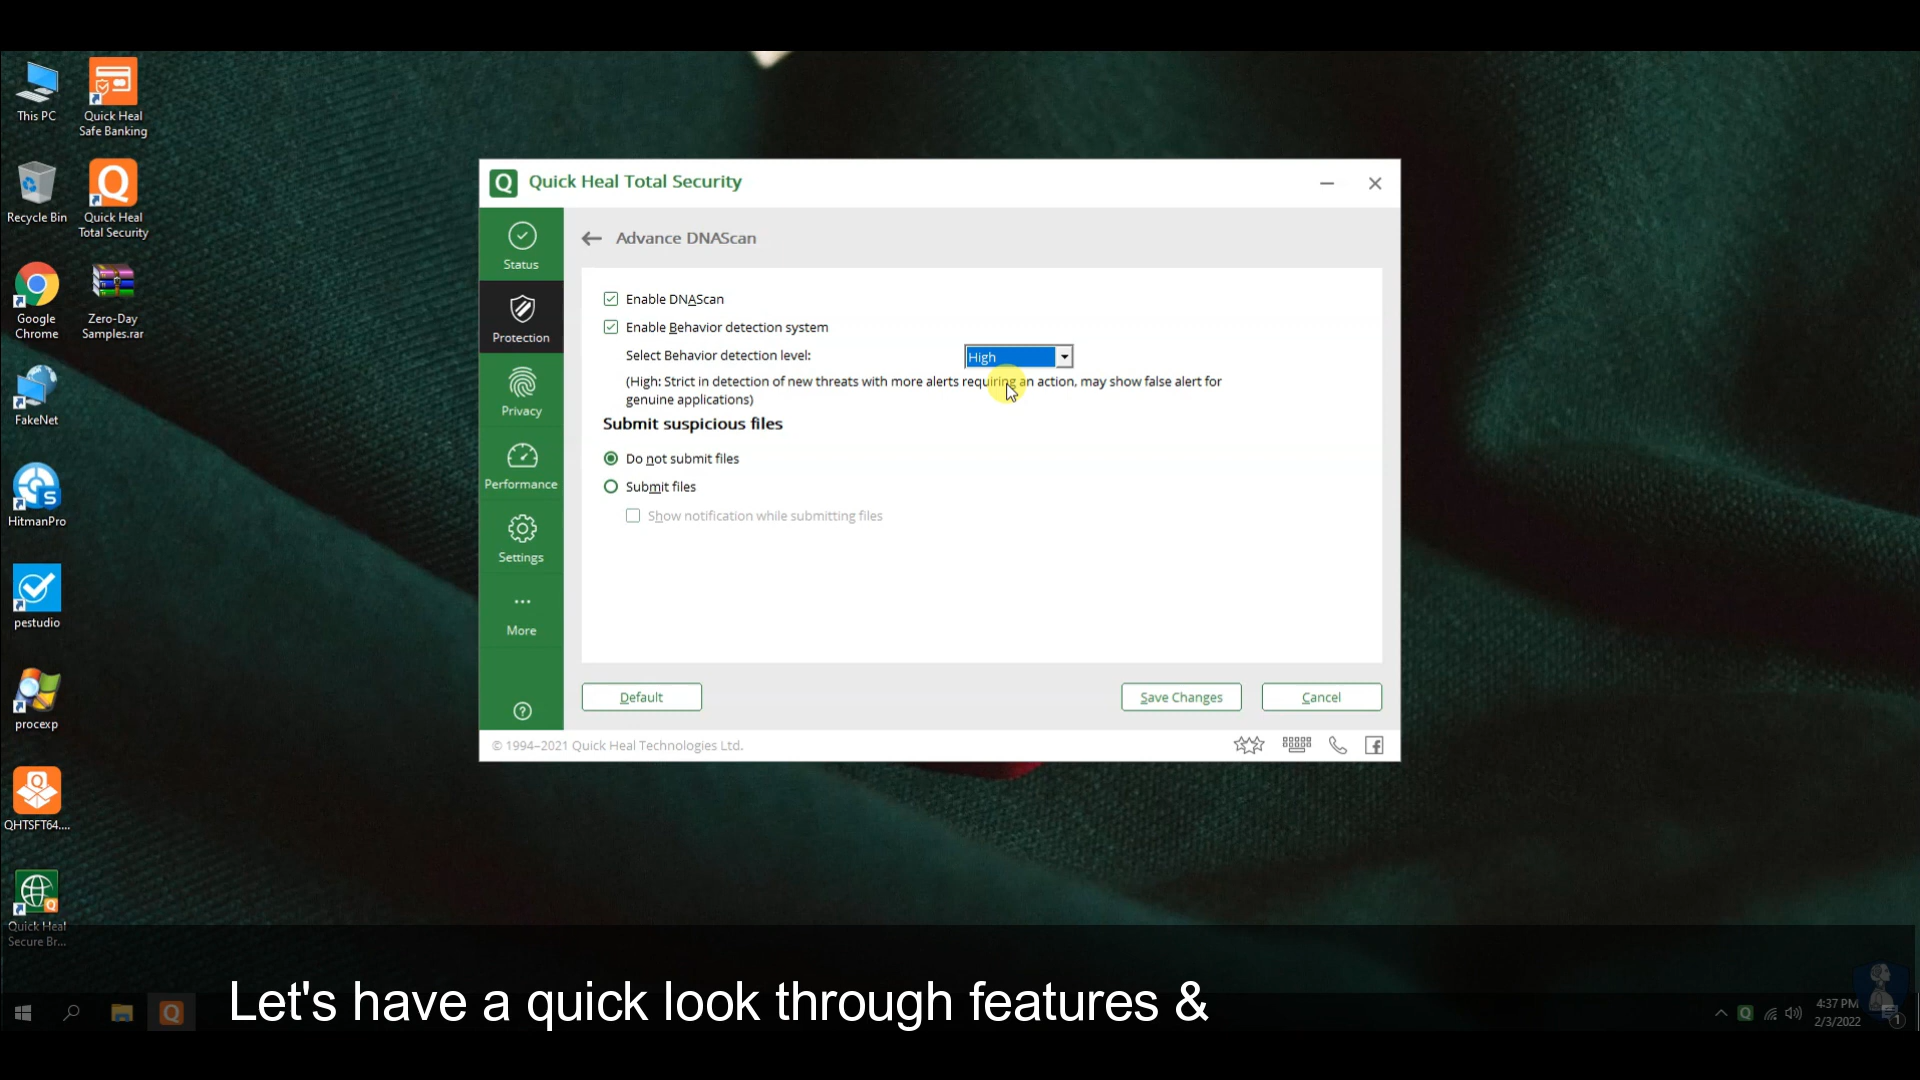 This PC
Quick Heal
Safe Banking
Recycle Bin
Quick Heal
Total Security
Google
Chrome
Zero-Day
Samples.rar
FakeNet
HitmanPro
pestudio
procexp
QHTSFT64....
Quick Heal
Secure Br...
Quick Heal Total Security
Status
Protection
Privacy
Performance
Settings
More
Advance DNAScan
Enable DNAScan
Enable Behavior detection system
Select Behavior detection level:
High
(High: Strict in detection of new threats with more alerts requiring an action, may show false alert for
genuine applications)
Submit suspicious files
Do not submit files
Submit files
Show notification while submitting files
Default
Save Changes
Cancel
© 1994–2021 Quick Heal Technologies Ltd.
Let's have a quick look through features &
4:37 PM
2/3/2022
1